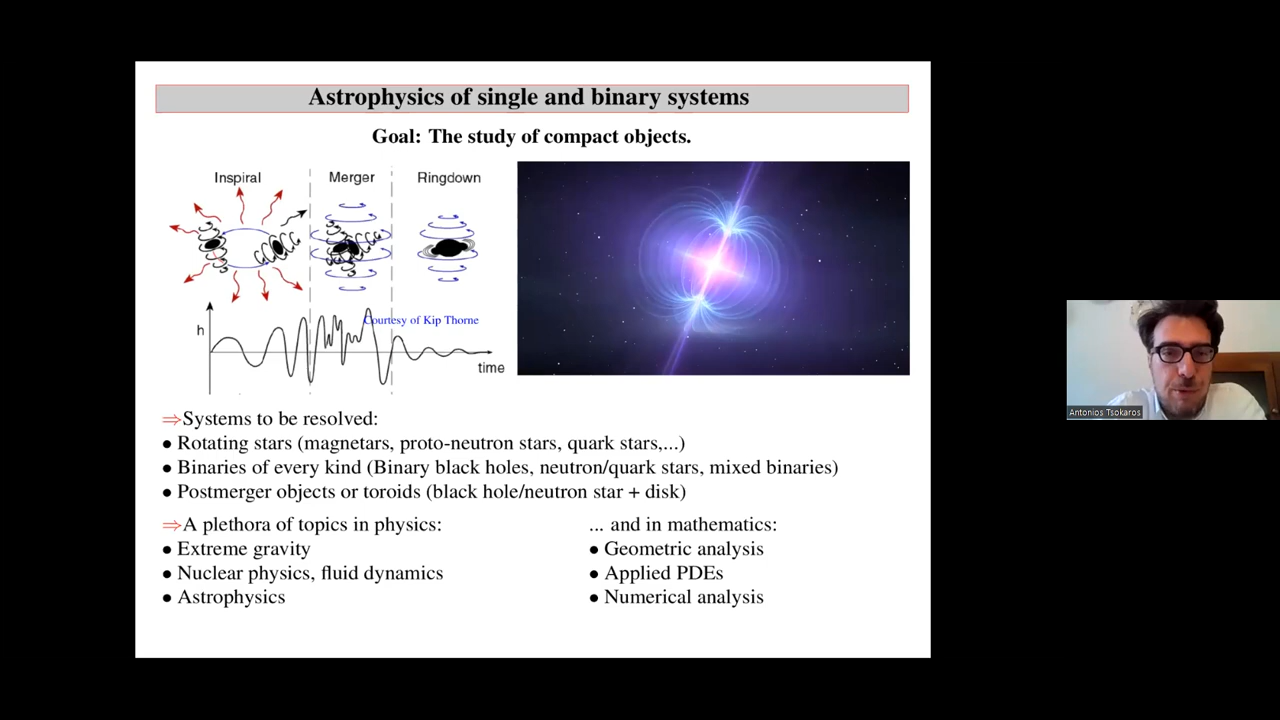 Astrophysics of single and binary systems
Goal: The study of compact objects.
Inspiral
Merger
Ringdown
h
Courtesy of Kip Thorne
time
⇒Systems to be resolved:
• Rotating stars (magnetars, proto-neutron stars, quark stars,...)
• Binaries of every kind (Binary black holes, neutron/quark stars, mixed binaries)
• Postmerger objects or toroids (black hole/neutron star + disk)
⇒A plethora of topics in physics:
• Extreme gravity
• Nuclear physics, fluid dynamics
• Astrophysics
... and in mathematics:
• Geometric analysis
• Applied PDEs
• Numerical analysis
Antonios Tsokaros